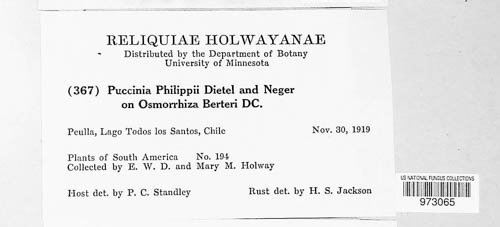 RELIQUIAE HOLWAYANAE
Distributed by the Department of Botany
University of Minnesota
(367) Puccinia Philippii Dietel and Neger
on Osmorrhiza Berteri DC.
Peulla, Lago Todos los Santos, Chile Nov. 30, 1919
Plants of South America No. 194
Collected by E. W. D. and Mary M. Holway
Host det. by P. C. Standley Rust det. by H. S. Jackson
US NATIONAL FUNGUS COLLECTIONS
973065